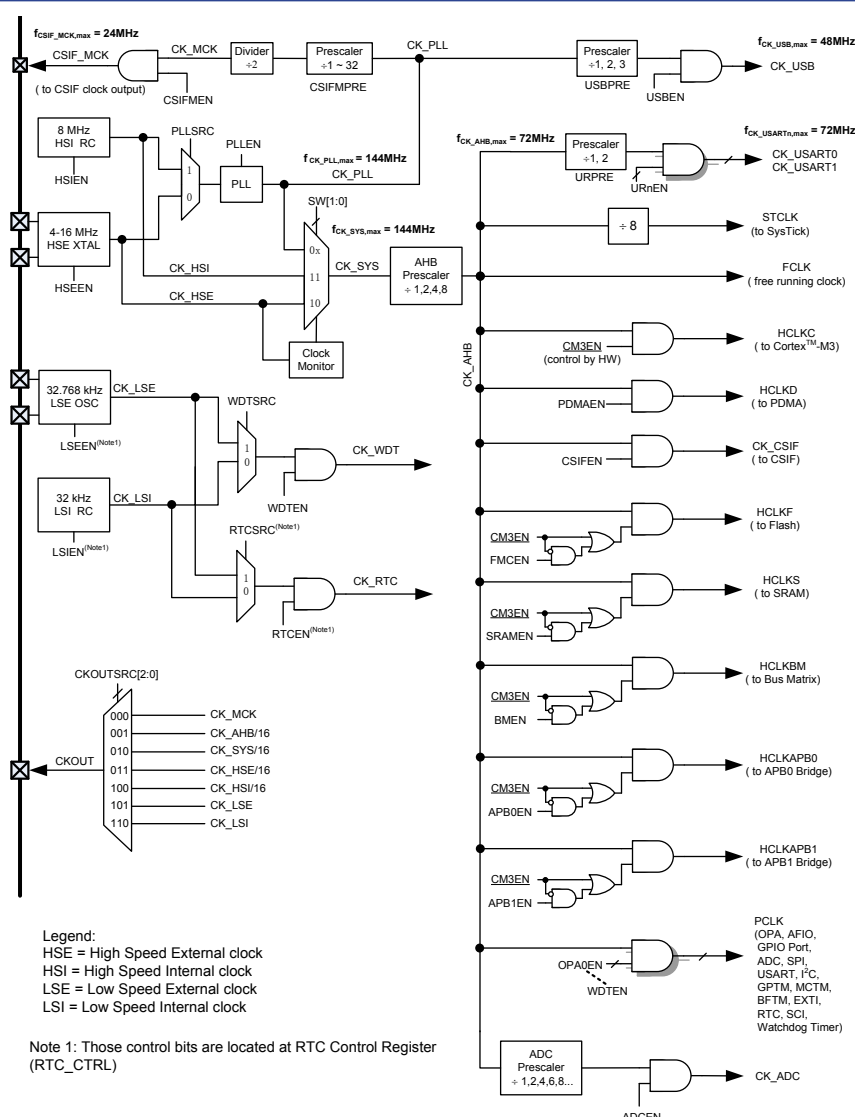 fCSIF_MCK,max = 24MHz
CSIF_MCK
( to CSIF clock output)
CSIFMEN
CK_MCK
Divider
÷2
Prescaler
÷1 ~ 32
CSIFMPRE
CK_PLL
Prescaler
÷1, 2, 3
USBPRE
USBEN
fCK_USB,max = 48MHz
CK_USB
8 MHz
HSI RC
HSIEN
PLLSRC
1
0
PLLEN
PLL
fCK_PLL,max = 144MHz
CK_PLL
4-16 MHz
HSE XTAL
HSEEN
SW[1:0]
fCK_SYS,max = 144MHz
0x
11
10
CK_HSI
CK_HSE
CK_SYS
AHB
Prescaler
÷ 1,2,4,8
Clock
Monitor
fCK_AHB,max = 72MHz
Prescaler
÷1, 2
URPRE
URnEN
fCK_USARTn,max = 72MHz
CK_USART0
CK_USART1
÷ 8
STCLK
(to SysTick)
FCLK
( free running clock)
CK_AHB
CM3EN
(control by HW)
HCLKC
( to Cortex™-M3)
PDMAEN
HCLKD
( to PDMA)
CSIFEN
CK_CSIF
( to CSIF)
CM3EN
FMCEN
HCLKF
( to Flash)
CM3EN
SRAMEN
HCLKS
( to SRAM)
CM3EN
BMEN
HCLKBM
( to Bus Matrix)
CM3EN
APB0EN
HCLKAPB0
( to APB0 Bridge)
CM3EN
APB1EN
HCLKAPB1
( to APB1 Bridge)
OPA0EN
WDTEN
PCLK
(OPA, AFIO,
GPIO Port,
ADC, SPI,
USART, I²C,
GPTM, MCTM,
BFTM, EXTI,
RTC, SCI,
Watchdog Timer)
ADC
Prescaler
÷ 1,2,4,6,8...
ADCEN
CK_ADC
32.768 kHz
LSE OSC
LSEEN(Note1)
CK_LSE
WDTSRC
1
0
WDTEN
CK_WDT
32 kHz
LSI RC
LSIEN(Note1)
CK_LSI
RTCSRC(Note1)
1
0
RTCEN(Note1)
CK_RTC
CKOUTSRC[2:0]
CKOUT
000 CK_MCK
001 CK_AHB/16
010 CK_SYS/16
011 CK_HSE/16
100 CK_HSI/16
101 CK_LSE
110 CK_LSI
Legend:
HSE = High Speed External clock
HSI = High Speed Internal clock
LSE = Low Speed External clock
LSI = Low Speed Internal clock
Note 1: Those control bits are located at RTC Control Register
(RTC_CTRL)